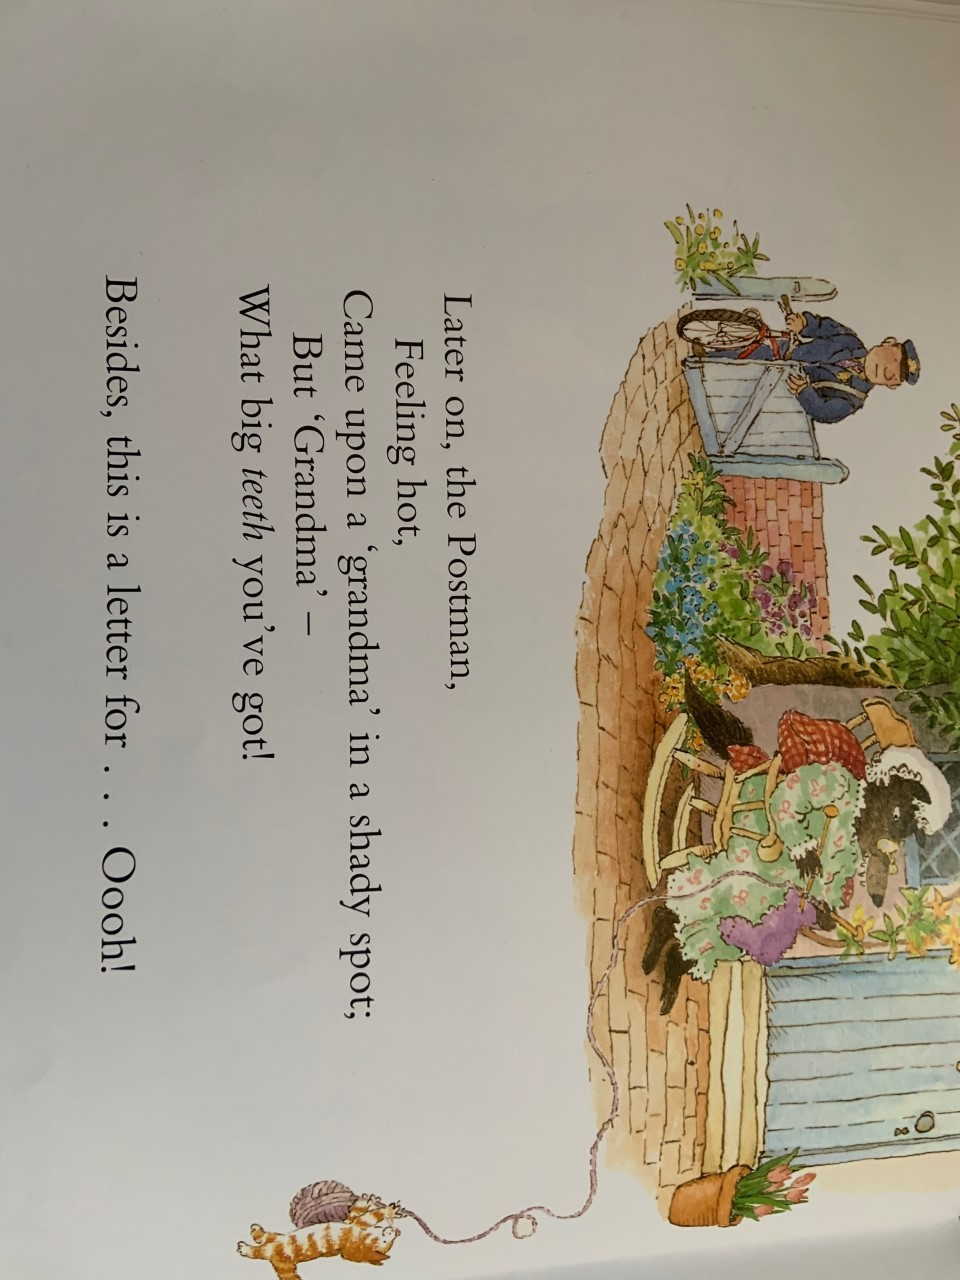 Later on, the Postman,
Feeling hot,
Came upon a ‘grandma’ in a shady spot;
But ‘Grandma’ –
What big teeth you’ve got!
Besides, this is a letter for . . . Oooh!